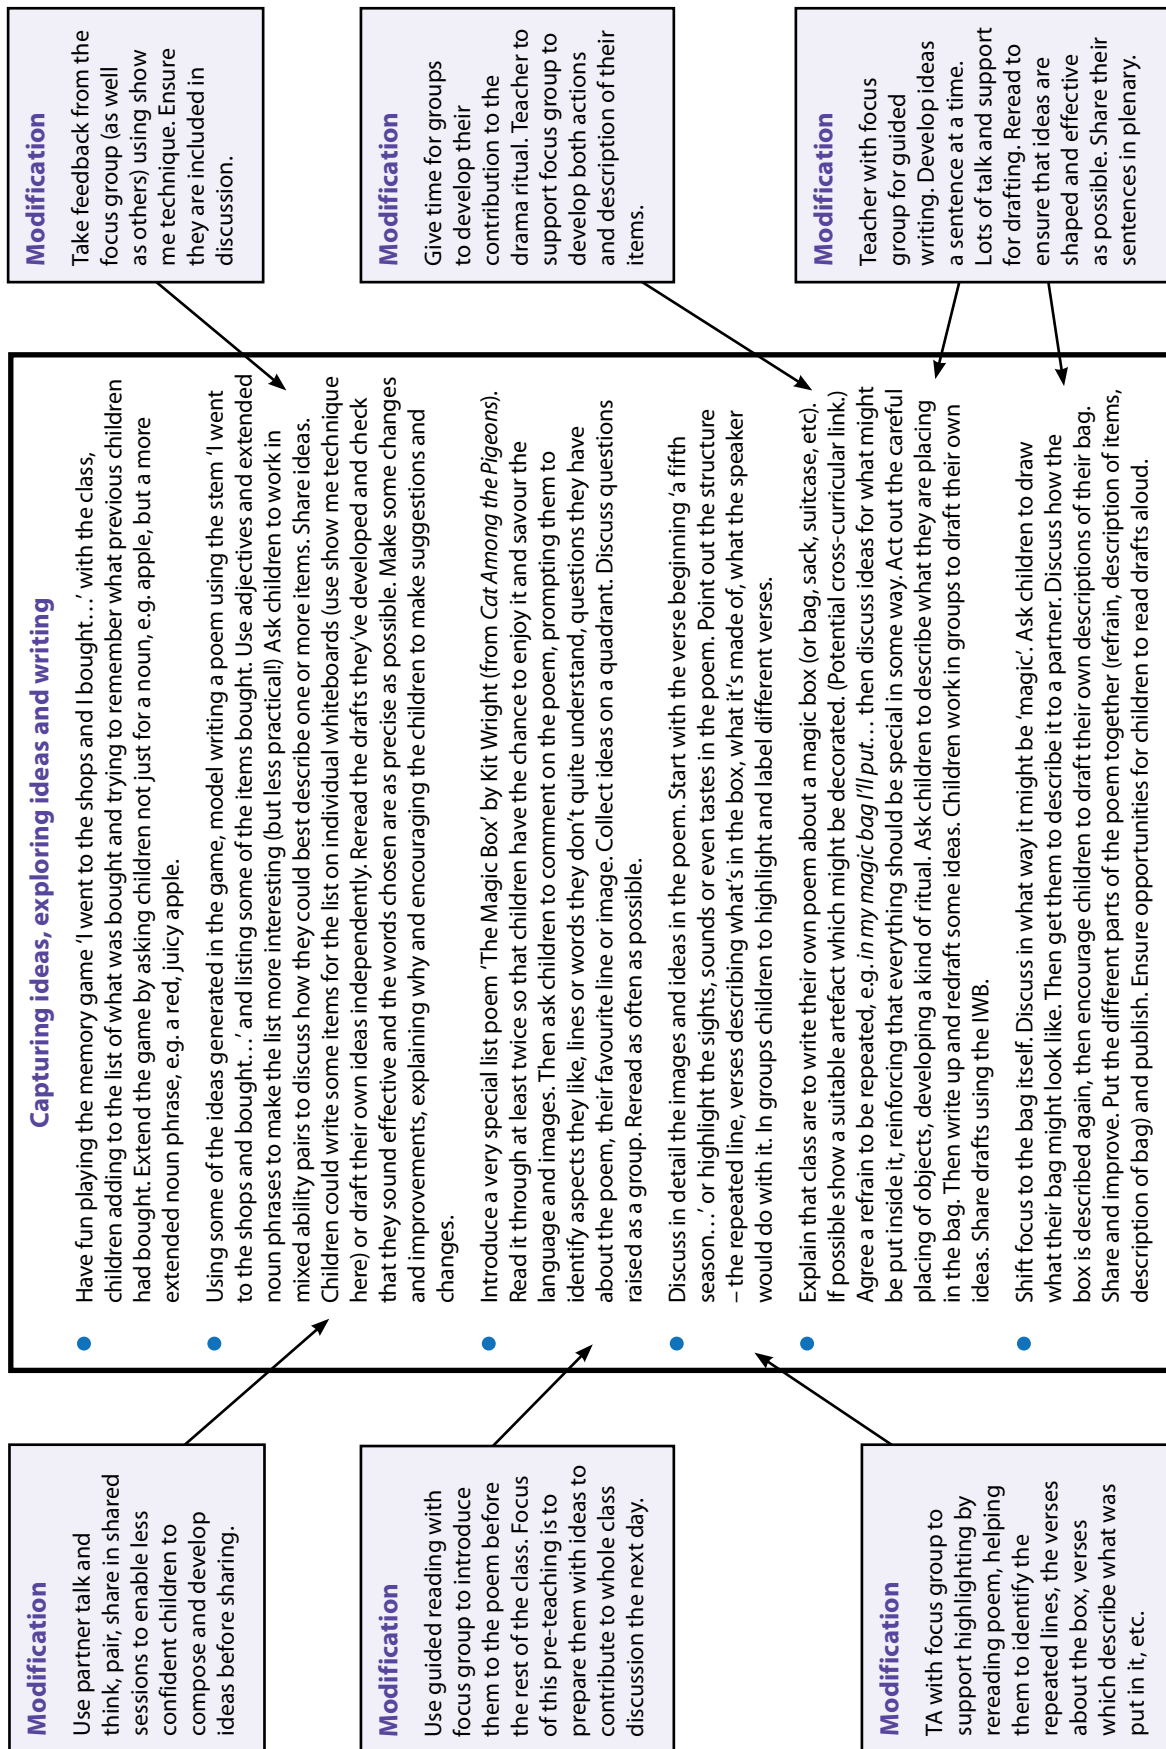 Modification
Use partner talk and
think, pair, share in shared
sessions to enable less
confident children to
compose and develop
ideas before sharing.
Modification
Use guided reading with
focus group to introduce
them to the poem before
the rest of the class. Focus
of this pre-teaching is to
prepare them with ideas to
contribute to whole class
discussion the next day.
Modification
TA with focus group to
support highlighting by
rereading poem, helping
them to identify the
repeated lines, the verses
about the box, verses
which describe what was
put in it, etc.
Capturing ideas, exploring ideas and writing
● Have fun playing the memory game ‘I went to the shops and I bought…’ with the class,
children adding to the list of what was bought and trying to remember what previous children
had bought. Extend the game by asking children not just for a noun, e.g. apple, but a more
extended noun phrase, e.g. a red, juicy apple.
● Using some of the ideas generated in the game, model writing a poem using the stem ‘I went
to the shops and bought…’ and listing some of the items bought. Use adjectives and extended
noun phrases to make the list more interesting (but less practical!) Ask children to work in
mixed ability pairs to discuss how they could best describe one or more items. Share ideas.
Children could write some items for the list on individual whiteboards (use show me technique
here) or draft their own ideas independently. Reread the drafts they’ve developed and check
that they sound effective and the words chosen are as precise as possible. Make some changes
and improvements, explaining why and encouraging the children to make suggestions and
changes.
● Introduce a very special list poem ‘The Magic Box’ by Kit Wright (from Cat Among the Pigeons).
Read it through at least twice so that children have the chance to enjoy it and savour the
language and images. Then ask children to comment on the poem, prompting them to
identify aspects they like, lines or words they don’t quite understand, questions they have
about the poem, their favourite line or image. Collect ideas on a quadrant. Discuss questions
raised as a group. Reread as often as possible.
● Discuss in detail the images and ideas in the poem. Start with the verse beginning ‘a fifth
season…’ or highlight the sights, sounds or even tastes in the poem. Point out the structure
– the repeated line, verses describing what’s in the box, what it’s made of, what the speaker
would do with it. In groups children to highlight and label different verses.
● Explain that class are to write their own poem about a magic box (or bag, sack, suitcase, etc).
If possible show a suitable artefact which might be decorated. (Potential cross-curricular link.)
Agree a refrain to be repeated, e.g. in my magic bag I’ll put… then discuss ideas for what might
be put inside it, reinforcing that everything should be special in some way. Act out the careful
placing of objects, developing a kind of ritual. Ask children to describe what they are placing
in the bag. Then write up and redraft some ideas. Children work in groups to draft their own
ideas. Share drafts using the IWB.
● Shift focus to the bag itself. Discuss in what way it might be ‘magic’. Ask children to draw
what their bag might look like. Then get them to describe it to a partner. Discuss how the
box is described again, then encourage children to draft their own descriptions of their bag.
Share and improve. Put the different parts of the poem together (refrain, description of items,
description of bag) and publish. Ensure opportunities for children to read drafts aloud.
Modification
Take feedback from the
focus group (as well
as others) using show
me technique. Ensure
they are included in
discussion.
Modification
Give time for groups
to develop their
contribution to the
drama ritual. Teacher to
support focus group to
develop both actions
and description of their
items.
Modification
Teacher with focus
group for guided
writing. Develop ideas
a sentence at a time.
Lots of talk and support
for drafting. Reread to
ensure that ideas are
shaped and effective
as possible. Share their
sentences in plenary.